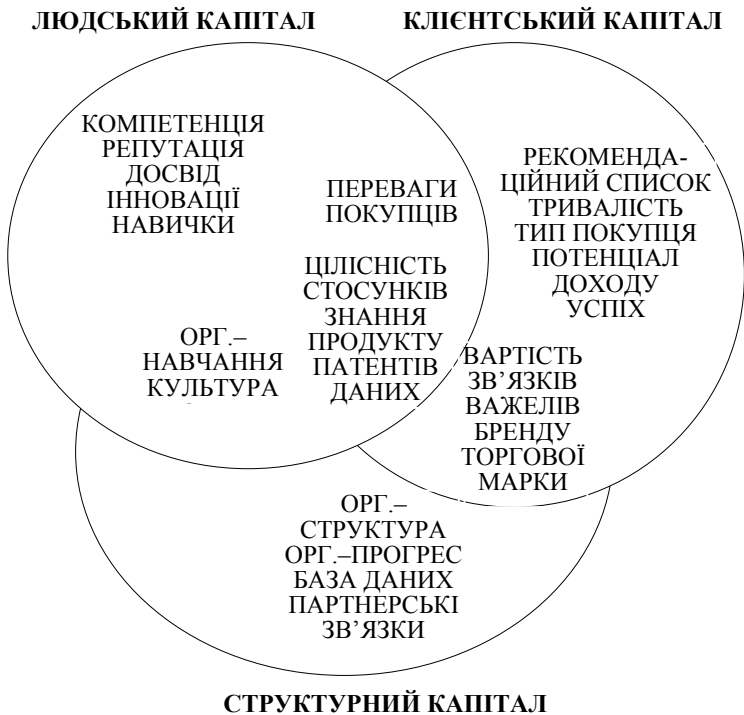 ЛЮДСЬКИЙ КАПІТАЛ
КЛІЄНТСЬКИЙ КАПІТАЛ
КОМПЕТЕНЦІЯ
РЕПУТАЦІЯ
ДОСВІД
ІННОВАЦІЇ
НАВИЧКИ
ПЕРЕВАГИ
ПОКУПЦІВ
РЕКОМЕНДА-
ЦІЙНИЙ СПИСОК
ТРИВАЛІСТЬ
ТИП ПОКУПЦЯ
ПОТЕНЦІАЛ
ДОХОДУ
УСПІХ
ЦІЛІСНІСТЬ
СТОСУНКІВ
ЗНАННЯ
ПРОДУКТУ
ПАТЕНТІВ
ДАНИХ
ОРГ.–
НАВЧАННЯ
КУЛЬТУРА
ВАРТІСТЬ
ЗВ’ЯЗКІВ
ВАЖЕЛІВ
БРЕНДУ
ТОРГОВОЇ
МАРКИ
ОРГ.–
СТРУКТУРА
ОРГ.–ПРОГРЕС
БАЗА ДАНИХ
ПАРТНЕРСЬКІ
ЗВ’ЯЗКИ
СТРУКТУРНИЙ КАПІТАЛ